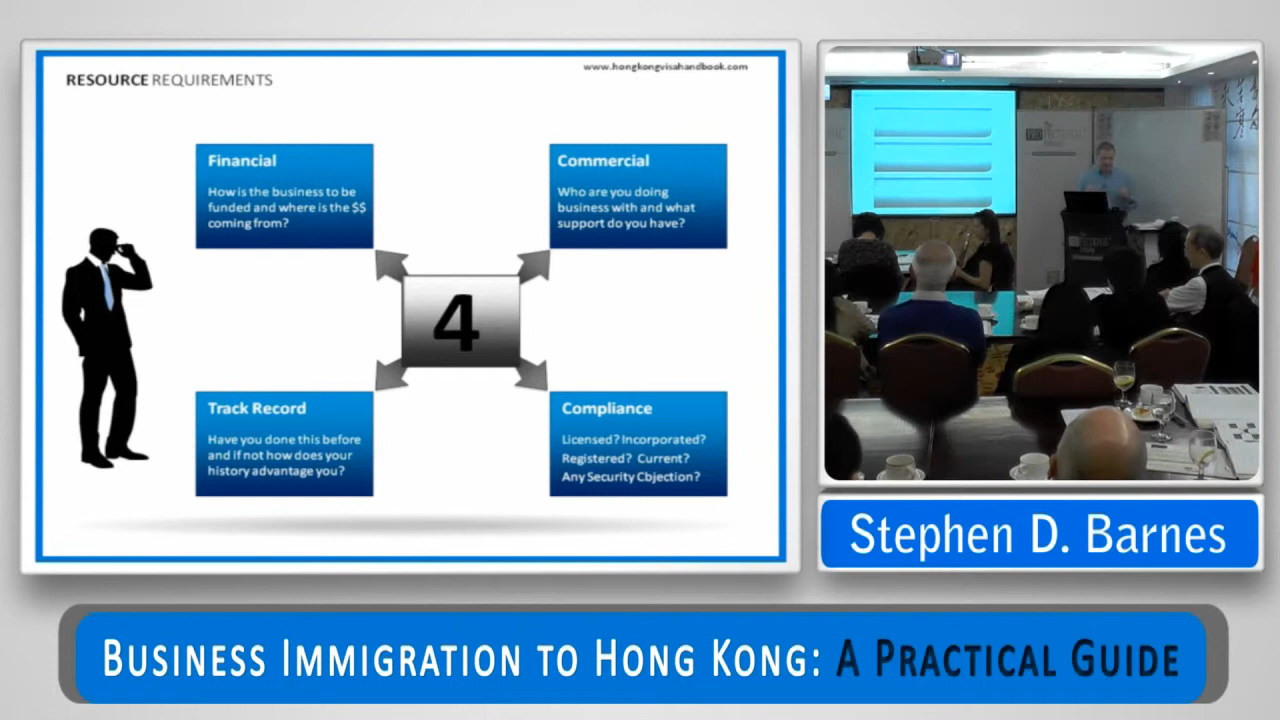 RESOURCE REQUIREMENTS
www.hongkongvisahandbook.com
Financial
How is the business to be
funded and where is the $$
coming from?
Commercial
Who are you doing
business with and what
support do you have?
4
Track Record
Have you done this before
and if not how does your
history advantage you?
Compliance
Licensed? Incorporated?
Registered? Current?
Any Security Cbjection?
Stephen D. Barnes
BUSINESS IMMIGRATION TO HONG KONG: A PRACTICAL GUIDE